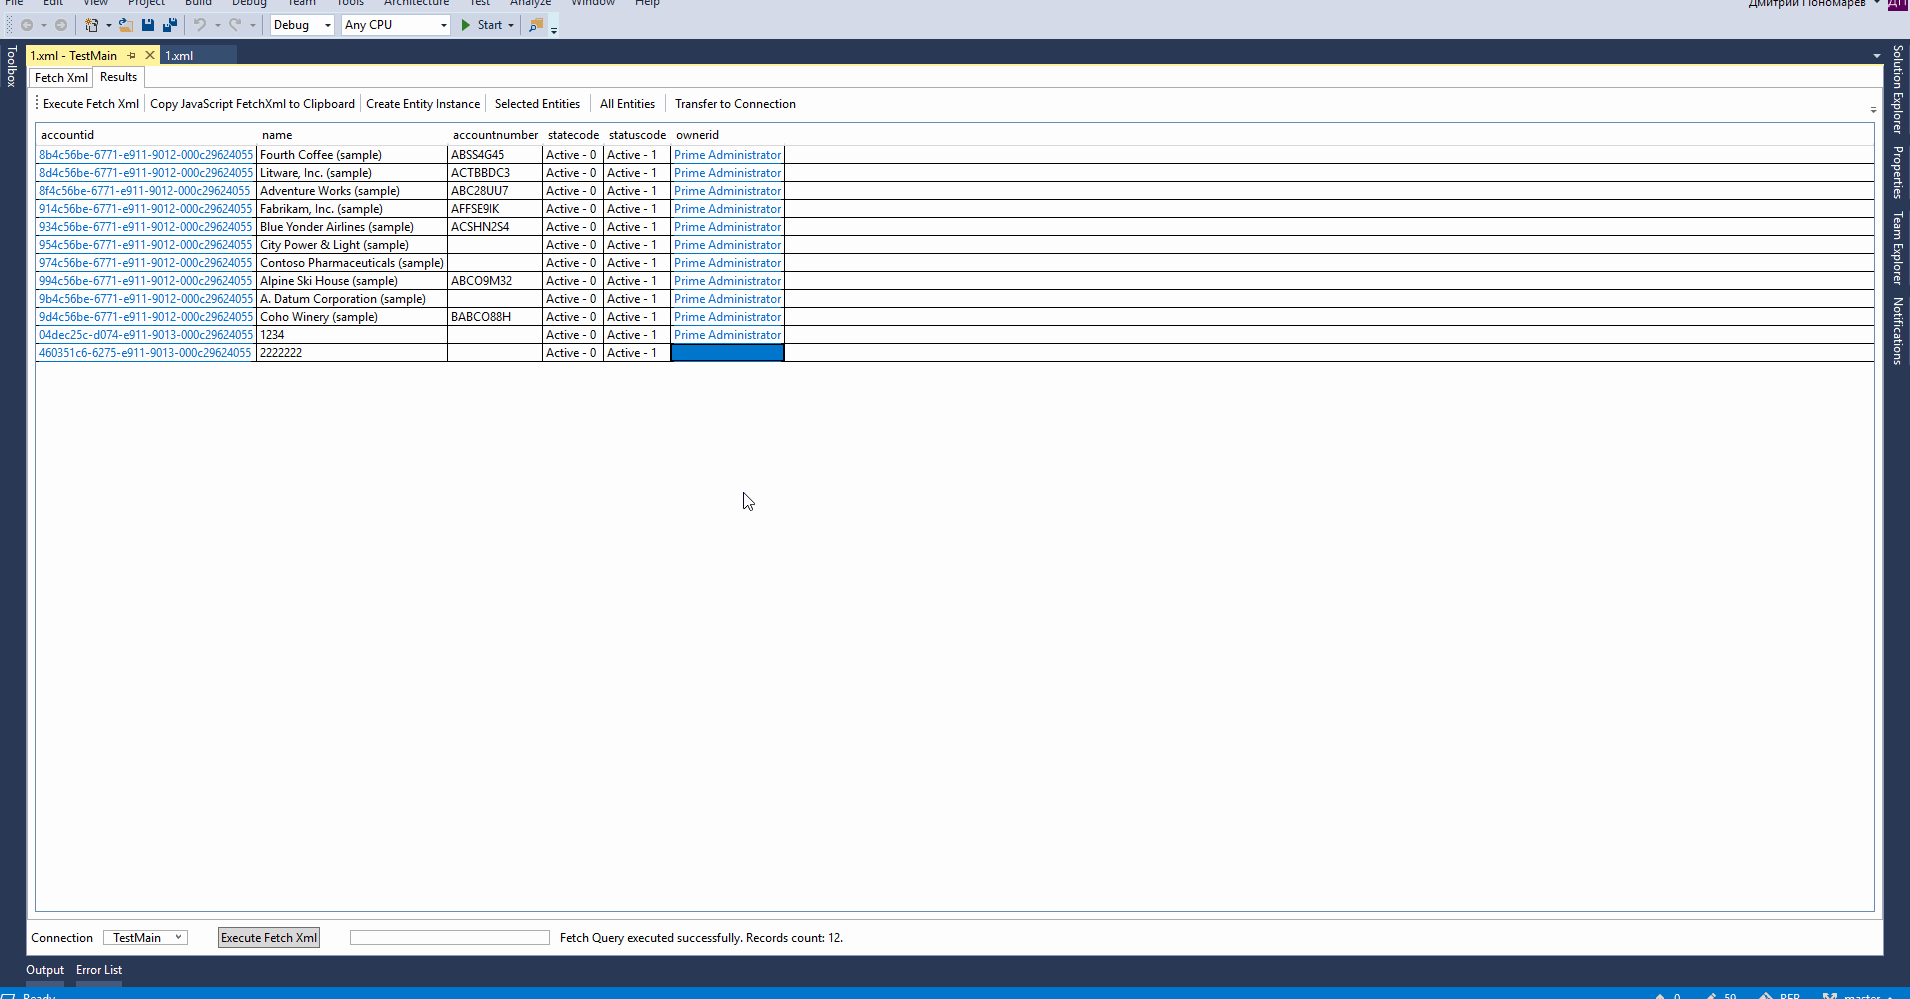 File Edit View Project Build Debug Team Tools Architecture Test Analyze Window Help Дмитрий Пономарев ДП
Debug Any CPU Start
Toolbox
1.xml - TestMain 1.xml
Fetch Xml Results
Execute Fetch Xml Copy JavaScript FetchXml to Clipboard Create Entity Instance Selected Entities All Entities Transfer to Connection
accountid name accountnumber statecode statuscode ownerid
8b4c56be-6771-e911-9012-000c29624055 Fourth Coffee (sample) ABSS4G45 Active - 0 Active - 1 Prime Administrator
8d4c56be-6771-e911-9012-000c29624055 Litware, Inc. (sample) ACTBBDC3 Active - 0 Active - 1 Prime Administrator
8f4c56be-6771-e911-9012-000c29624055 Adventure Works (sample) ABC28UU7 Active - 0 Active - 1 Prime Administrator
914c56be-6771-e911-9012-000c29624055 Fabrikam, Inc. (sample) AFFSE9IK Active - 0 Active - 1 Prime Administrator
934c56be-6771-e911-9012-000c29624055 Blue Yonder Airlines (sample) ACSHN2S4 Active - 0 Active - 1 Prime Administrator
954c56be-6771-e911-9012-000c29624055 City Power & Light (sample) Active - 0 Active - 1 Prime Administrator
974c56be-6771-e911-9012-000c29624055 Contoso Pharmaceuticals (sample) Active - 0 Active - 1 Prime Administrator
994c56be-6771-e911-9012-000c29624055 Alpine Ski House (sample) ABCO9M32 Active - 0 Active - 1 Prime Administrator
9b4c56be-6771-e911-9012-000c29624055 A. Datum Corporation (sample) Active - 0 Active - 1 Prime Administrator
9d4c56be-6771-e911-9012-000c29624055 Coho Winery (sample) BABCO88H Active - 0 Active - 1 Prime Administrator
04dec25c-d074-e911-9013-000c29624055 1234 Active - 0 Active - 1 Prime Administrator
460351c6-6275-e911-9013-000c29624055 2222222 Active - 0 Active - 1
Solution Explorer
Properties
Team Explorer
Notifications
Connection TestMain Execute Fetch Xml Fetch Query executed successfully. Records count: 12.
Output Error List
Ready 0 59 master